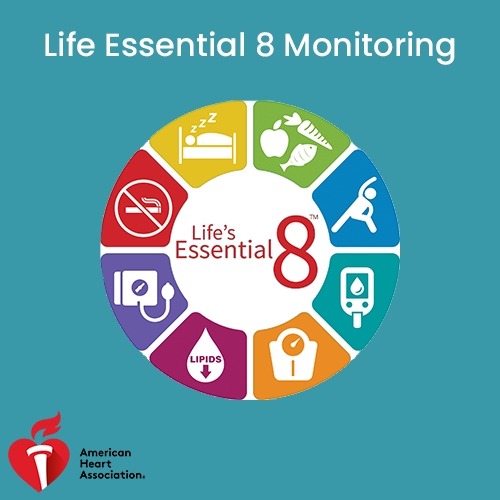 Life Essential 8 Monitoring
zzZ
Life's
Essential 8™
LIPIDS
American
Heart
Association®